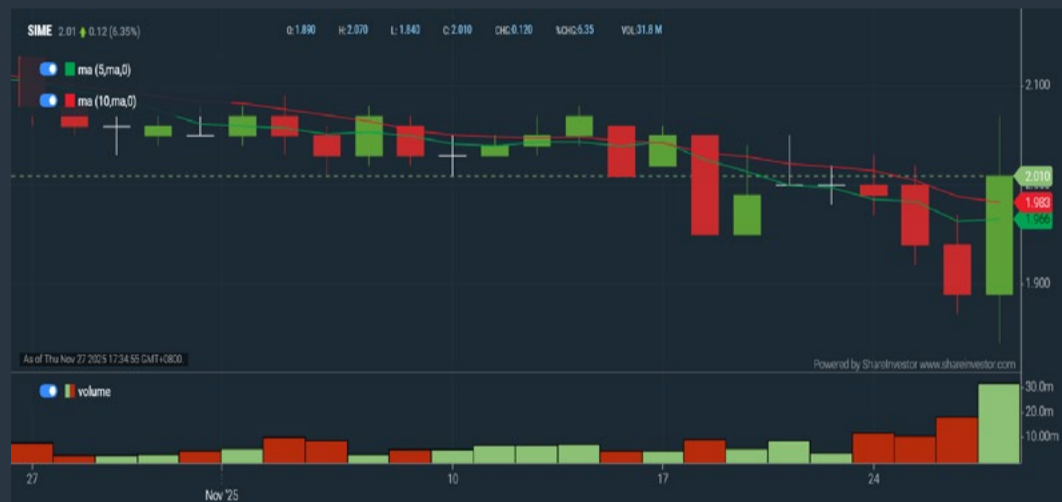 SIME 2.01 0.12 (6.35%) O:1.890 H:2.070 L:1.840 C:2.010 CHG:0.120 %CHG:6.35 VOL:31.8 M
ma (5,ma,0)
ma (10,ma,0)
2.100
2.010
1.983
1.966
1.900
As of Thu Nov 27 2025 17:34:55 GMT+0800
Powered by ShareInvestor www.shareinvestor.com
volume
30.0m
20.0m
10.00m
27 10 17 24
Nov '25